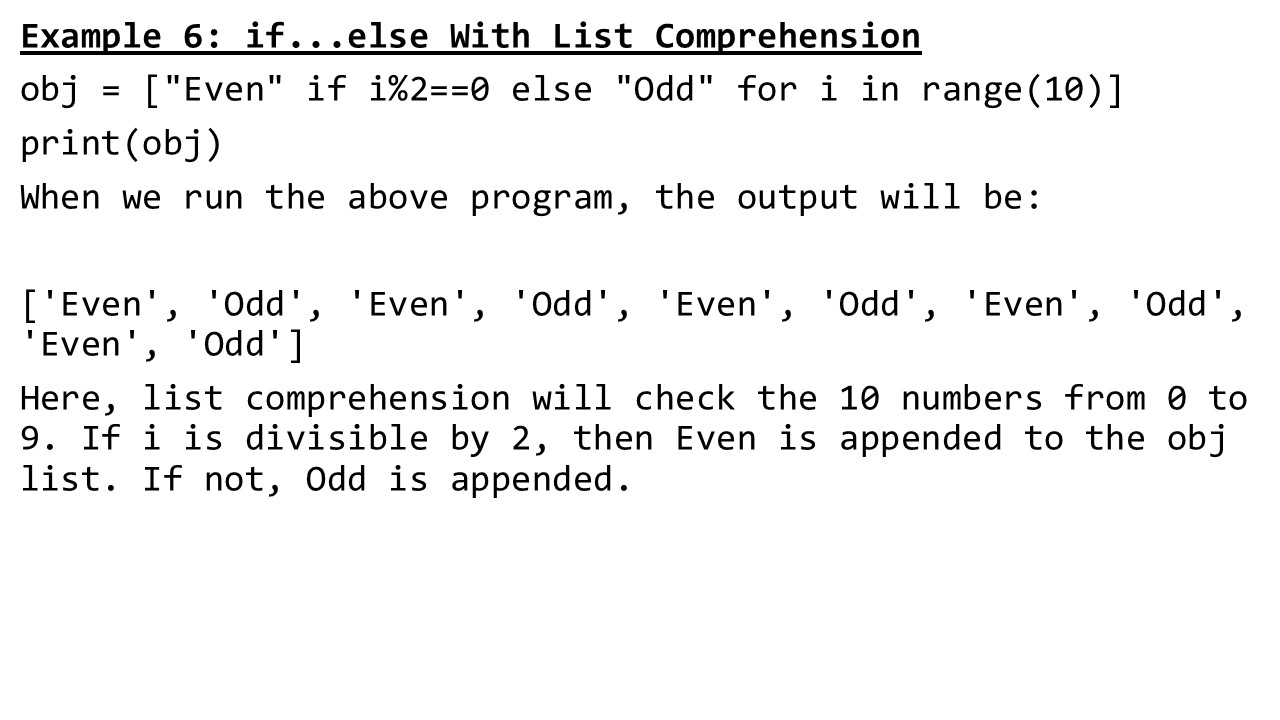 Example 6: if...else With List Comprehension
obj = ["Even" if i%2==0 else "Odd" for i in range(10)]
print(obj)
When we run the above program, the output will be:
['Even', 'Odd', 'Even', 'Odd', 'Even', 'Odd', 'Even', 'Odd',
'Even', 'Odd']
Here, list comprehension will check the 10 numbers from 0 to
9. If i is divisible by 2, then Even is appended to the obj
list. If not, Odd is appended.